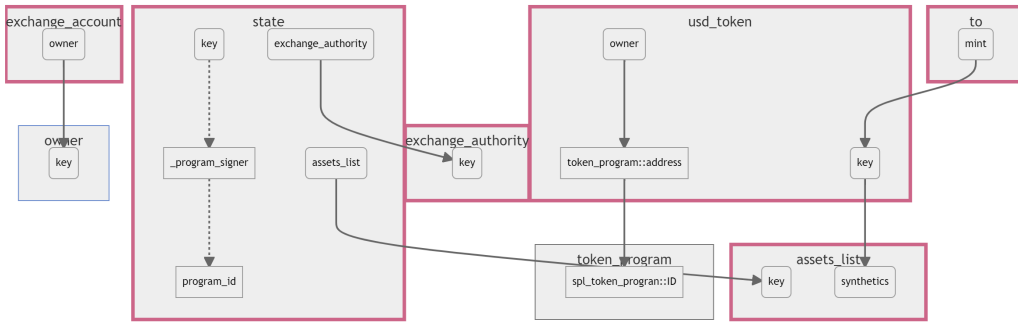 exchange_account
state
usd_token
to
owner
key
exchange_authority
owner
mint
owner
key
_program_signer
assets_list
exchange_authority
key
token_program::address
key
program_id
token_program
spl_token_progran::ID
assets_list
key
synthetics